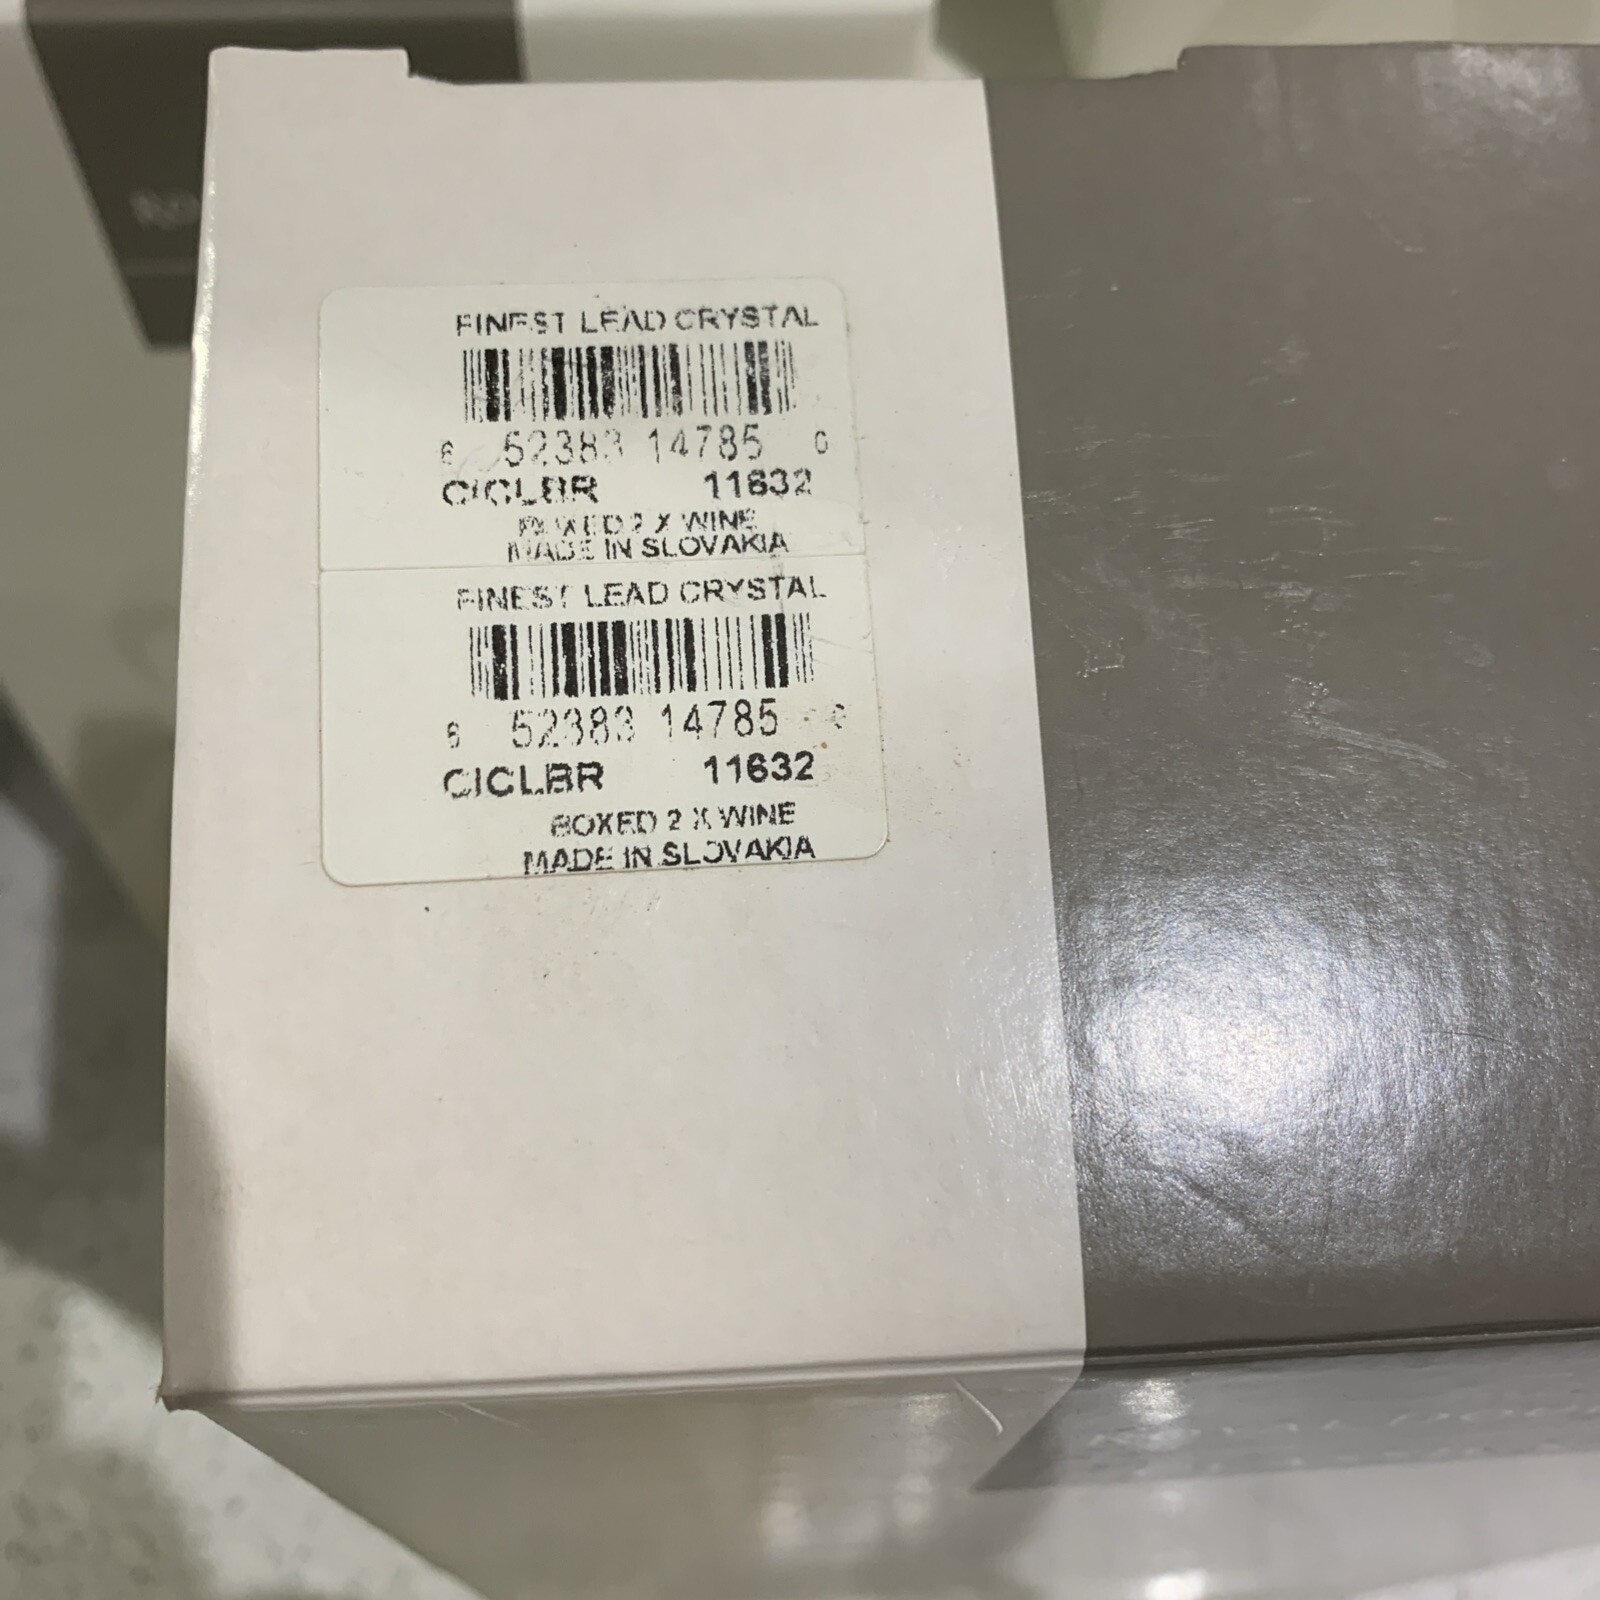 FINEST LEAD CRYSTAL
6 52383 14785 0
CICLBR 11632
BOXED 2 X WINE
MADE IN SLOVAKIA
FINEST LEAD CRYSTAL
6 52383 14785
CICLBR 11632
BOXED 2 X WINE
MADE IN SLOVAKIA